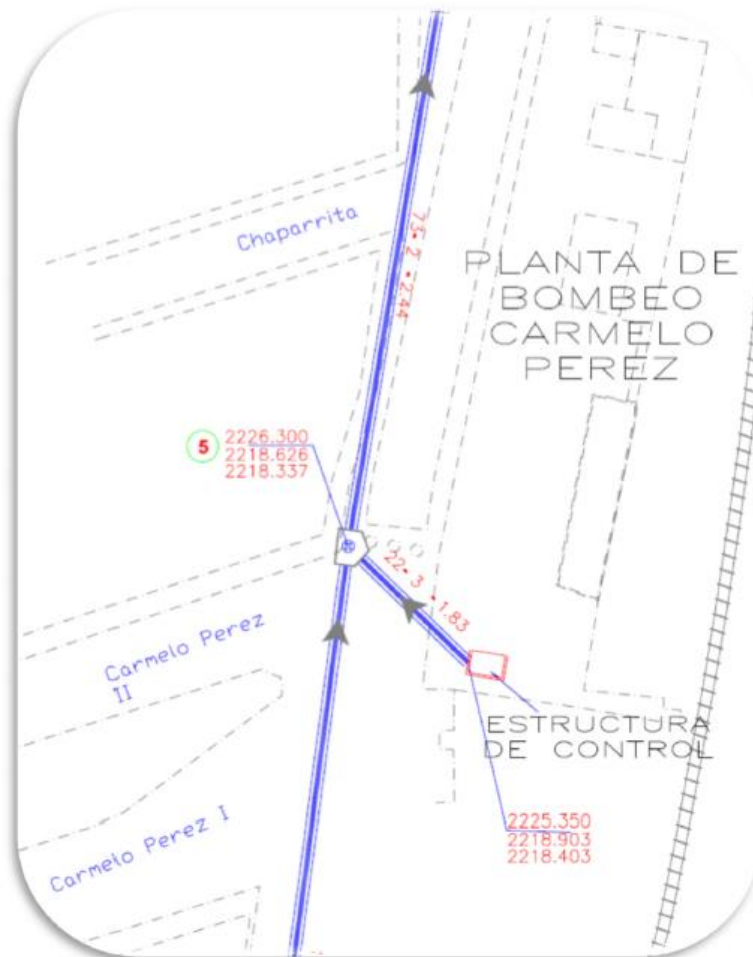 Chaparrita
73•2•2.44
PLANTA DE
BOMBEO
CARMELO
PEREZ
5
2226.300
2218.626
2218.337
22•3•1.83
Carmelo Perez
II
ESTRUCTURA
DE CONTROL
Carmelo Perez I
2225.350
2218.903
2218.403